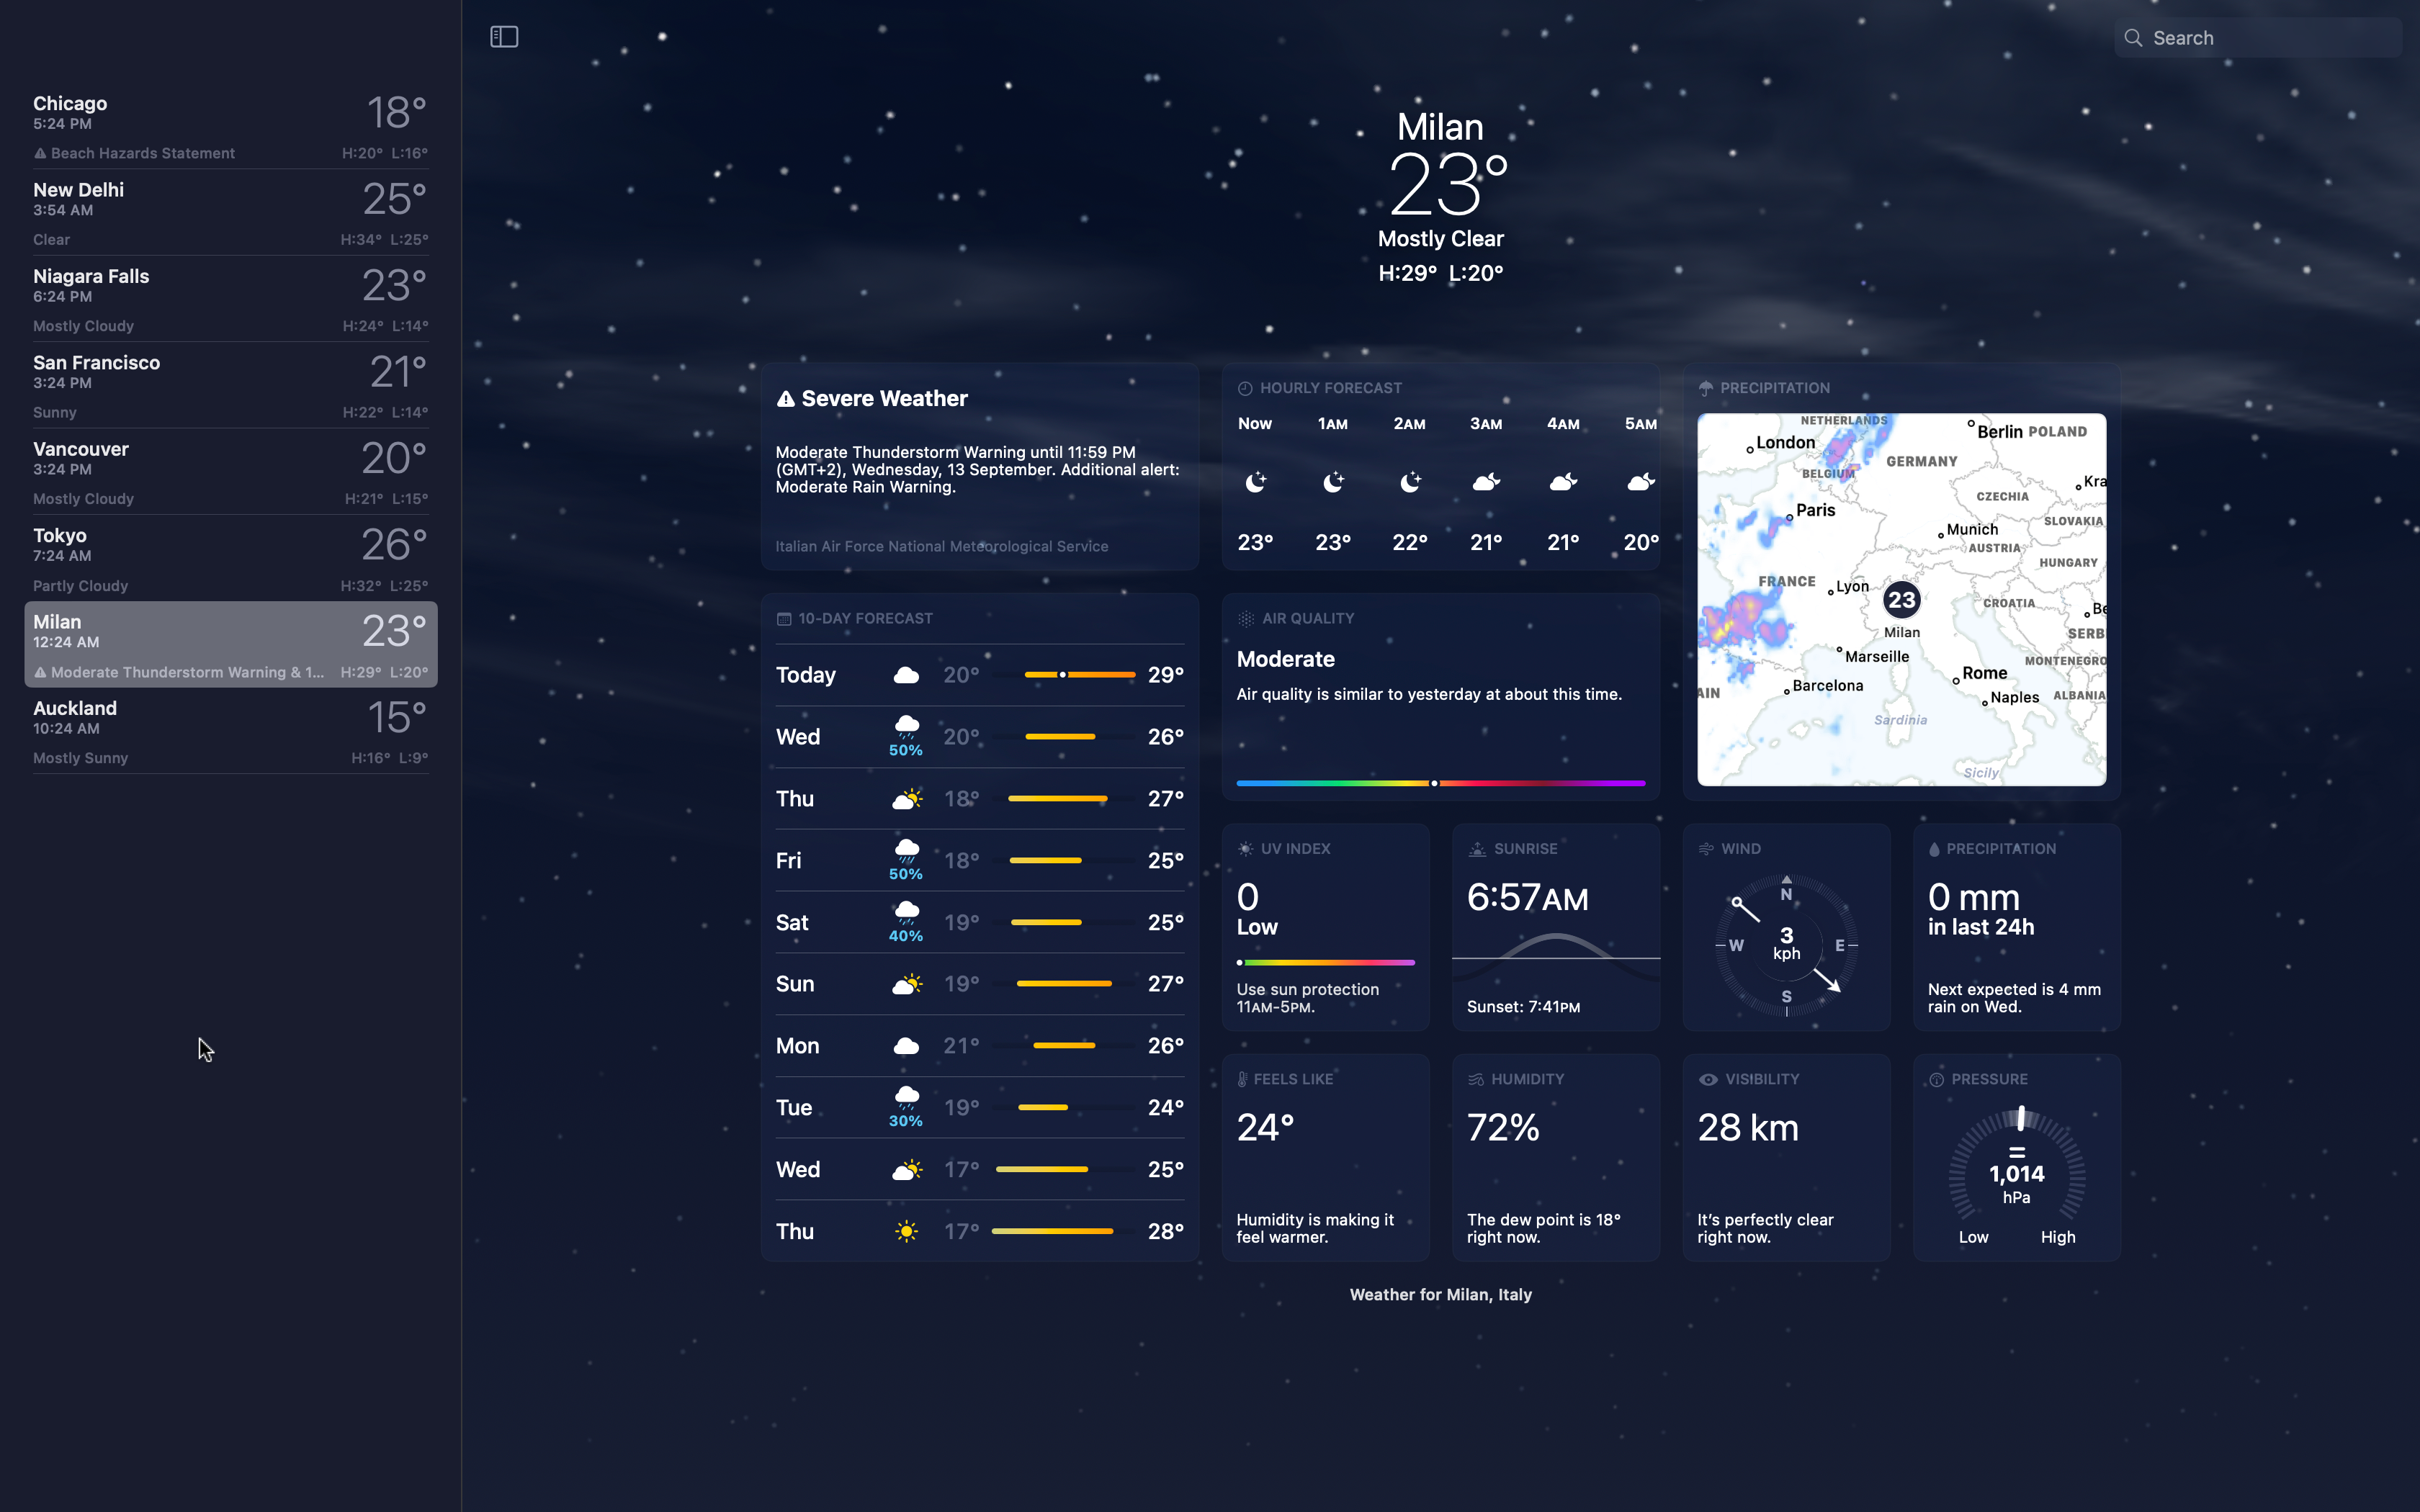 Search
Chicago
5:24 PM
18°
Beach Hazards Statement
H:20° L:16°
New Delhi
3:54 AM
25°
Clear
H:34° L:25°
Niagara Falls
6:24 PM
23°
Mostly Cloudy
H:24° L:14°
San Francisco
3:24 PM
21°
Sunny
H:22° L:14°
Vancouver
3:24 PM
20°
Mostly Cloudy
H:21° L:15°
Tokyo
7:24 AM
26°
Partly Cloudy
H:32° L:25°
Milan
12:24 AM
23°
Moderate Thunderstorm Warning & 1...
H:29° L:20°
Auckland
10:24 AM
15°
Mostly Sunny
H:16° L:9°
Milan
23°
Mostly Clear
H:29° L:20°
Severe Weather
Moderate Thunderstorm Warning until 11:59 PM
(GMT+2), Wednesday, 13 September. Additional alert:
Moderate Rain Warning.
Italian Air Force National Meteorological Service
HOURLY FORECAST
Now 1AM 2AM 3AM 4AM 5AM
23° 23° 22° 21° 21° 20°
PRECIPITATION
NETHERLANDS
Berlin POLAND
London
GERMANY
BELGIUM
Kra
CZECHIA
Paris
SLOVAKIA
Munich
AUSTRIA
HUNGARY
FRANCE
Lyon
23
CROATIA
Be
Milan
SERB
Marseille
MONTENEGRO
Rome
Barcelona
AIN
Naples
ALBANIA
Sardinia
Sicily
10-DAY FORECAST
Today 20° 29°
Wed 50% 20° 26°
Thu 18° 27°
Fri 50% 18° 25°
Sat 40% 19° 25°
Sun 19° 27°
Mon 21° 26°
Tue 30% 19° 24°
Wed 17° 25°
Thu 17° 28°
AIR QUALITY
Moderate
Air quality is similar to yesterday at about this time.
UV INDEX
0
Low
Use sun protection
11AM-5PM.
SUNRISE
6:57AM
Sunset: 7:41PM
WIND
N
W
3
kph
E
S
PRECIPITATION
0 mm
in last 24h
Next expected is 4 mm
rain on Wed.
FEELS LIKE
24°
Humidity is making it
feel warmer.
HUMIDITY
72%
The dew point is 18°
right now.
VISIBILITY
28 km
It's perfectly clear
right now.
PRESSURE
=
1,014
hPa
Low High
Weather for Milan, Italy